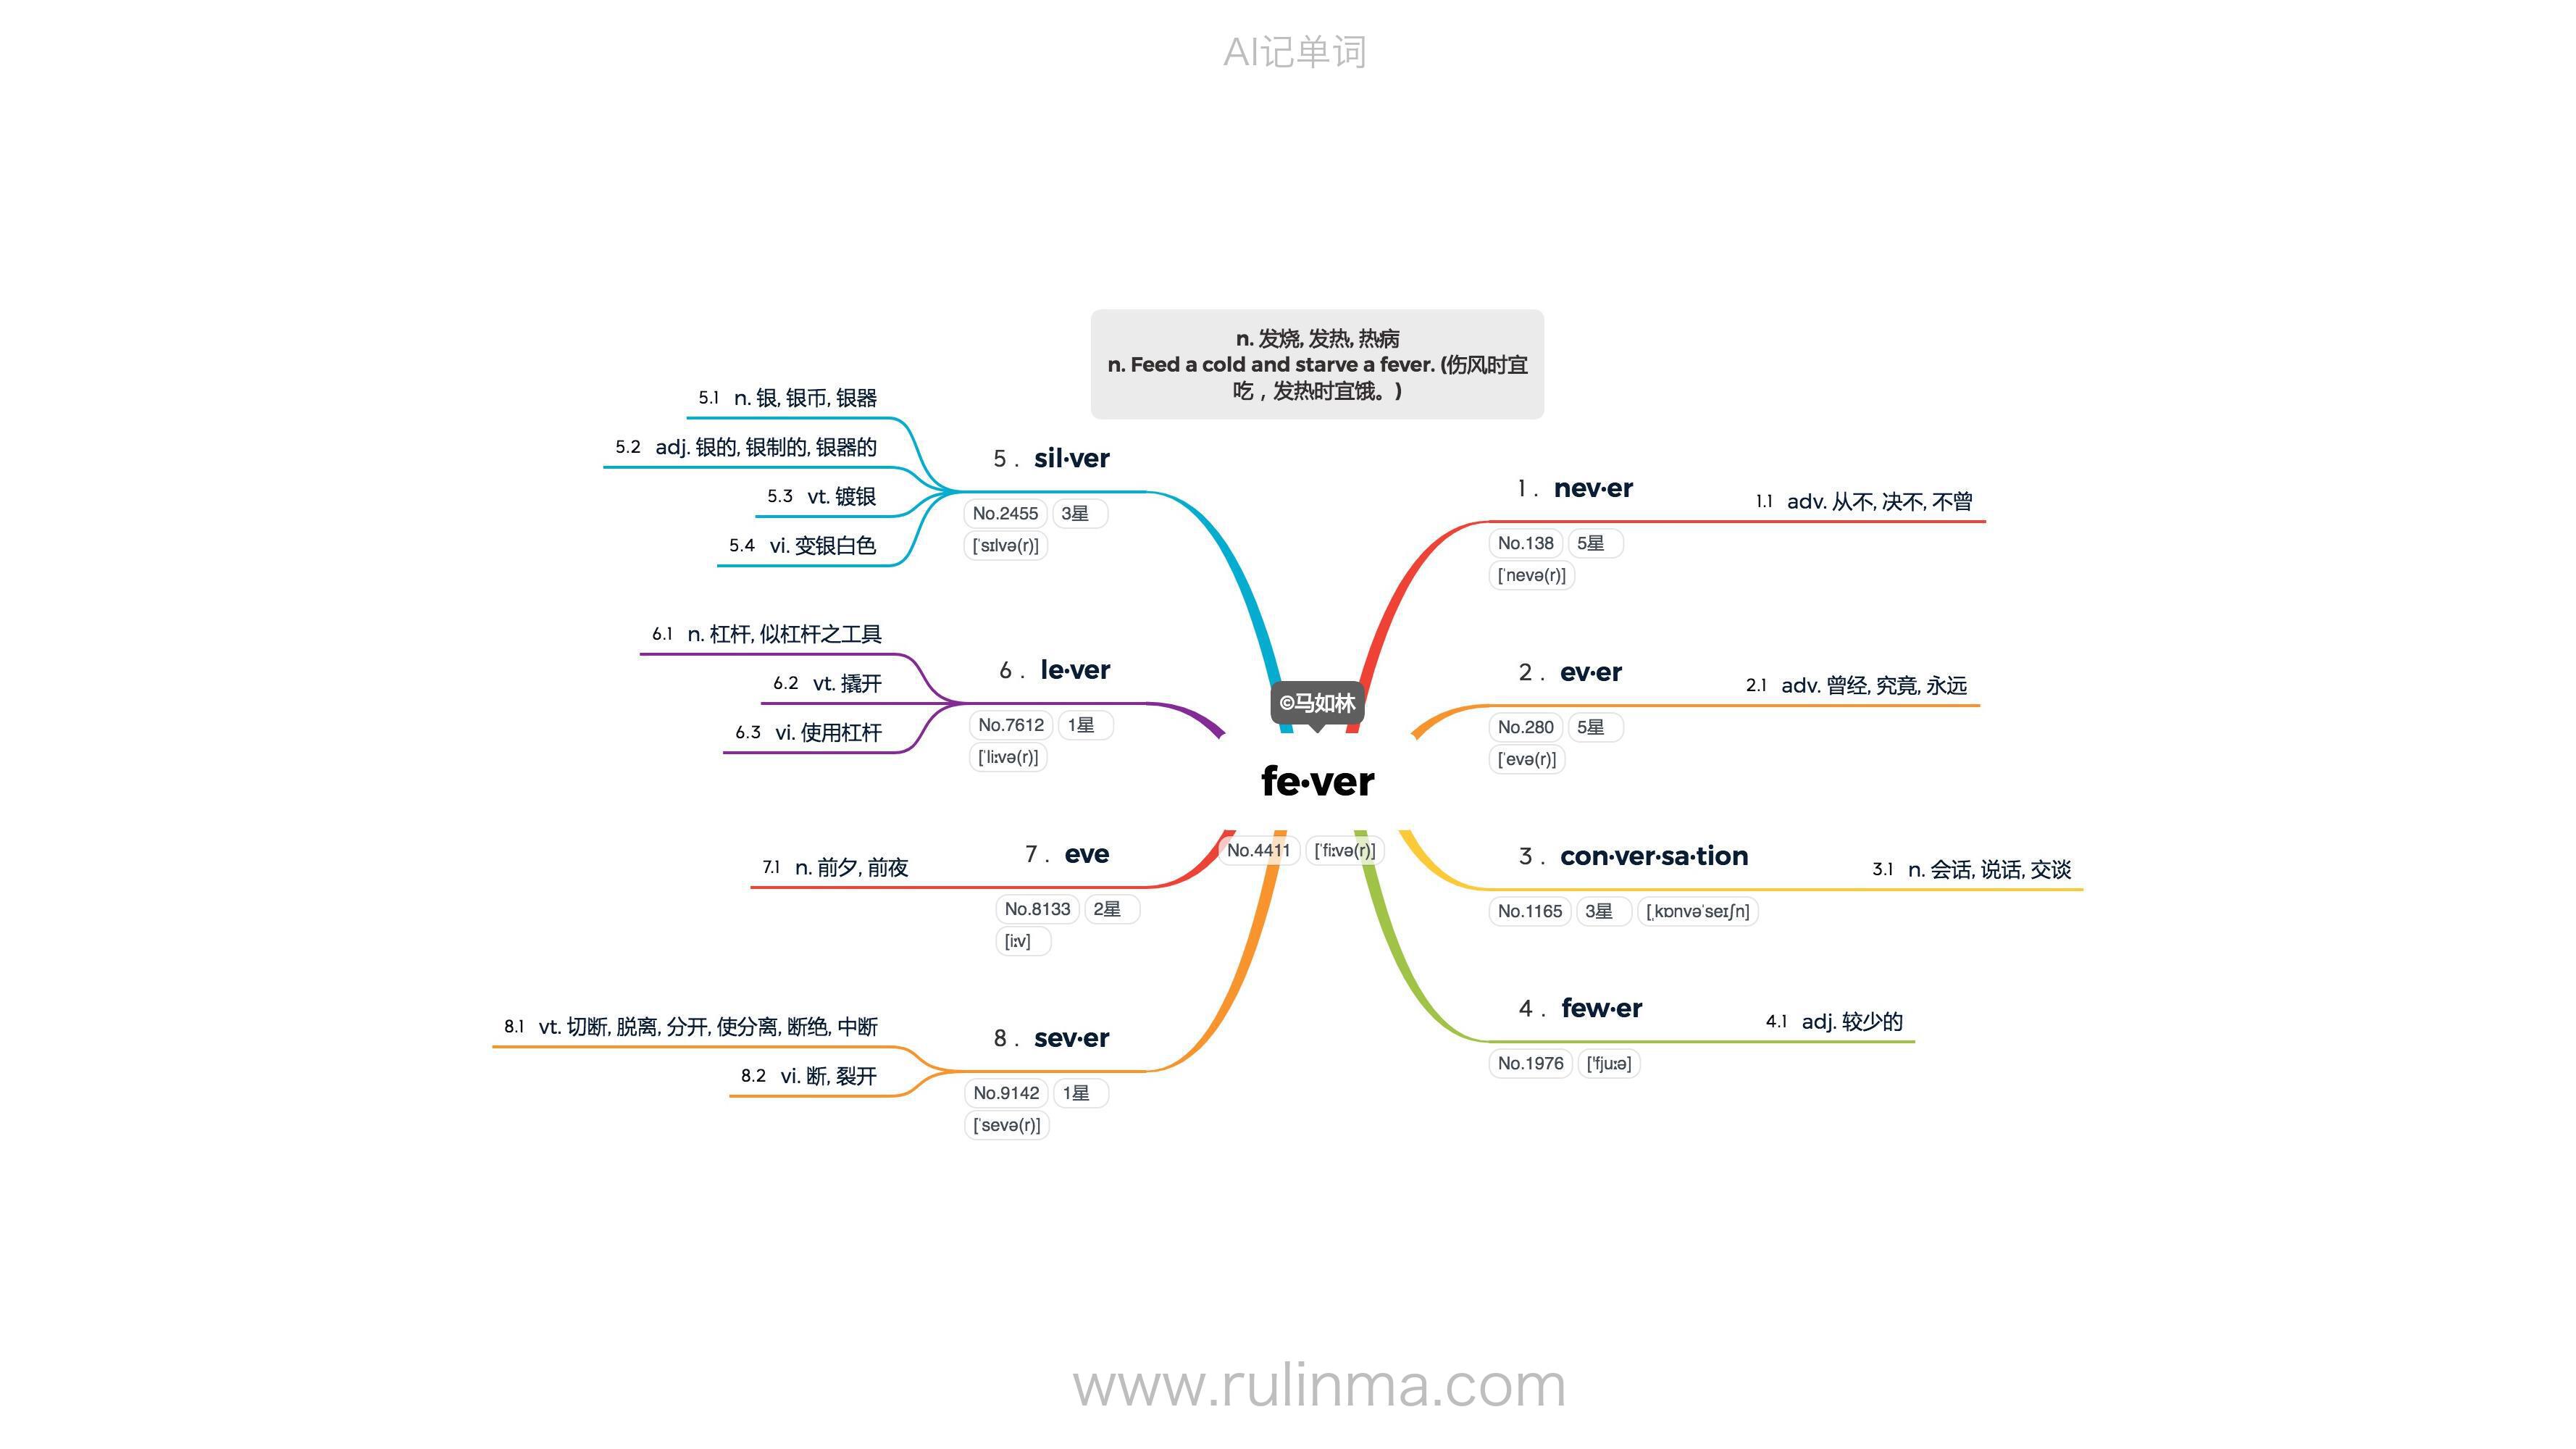 AI记单词
n. 发烧, 发热, 热病
n. Feed a cold and starve a fever. (伤风时宜
吃，发热时宜饿。)
©马如林
fe·ver
No.4411 [ˈfiːvə(r)]
1. nev·er
No.138 5星
[ˈnevə(r)]
1.1 adv. 从不, 决不, 不曾
2. ev·er
No.280 5星
[ˈevə(r)]
2.1 adv. 曾经, 究竟, 永远
3. con·ver·sa·tion
No.1165 3星 [ˌkɒnvəˈseɪʃn]
3.1 n. 会话, 说话, 交谈
4. few·er
No.1976 ['fjuːə]
4.1 adj. 较少的
5. sil·ver
No.2455 3星
[ˈsɪlvə(r)]
5.1 n. 银, 银币, 银器
5.2 adj. 银的, 银制的, 银器的
5.3 vt. 镀银
5.4 vi. 变银白色
6. le·ver
No.7612 1星
[ˈliːvə(r)]
6.1 n. 杠杆, 似杠杆之工具
6.2 vt. 撬开
6.3 vi. 使用杠杆
7. eve
No.8133 2星
[iːv]
7.1 n. 前夕, 前夜
8. sev·er
No.9142 1星
[ˈsevə(r)]
8.1 vt. 切断, 脱离, 分开, 使分离, 断绝, 中断
8.2 vi. 断, 裂开
www.rulinma.com